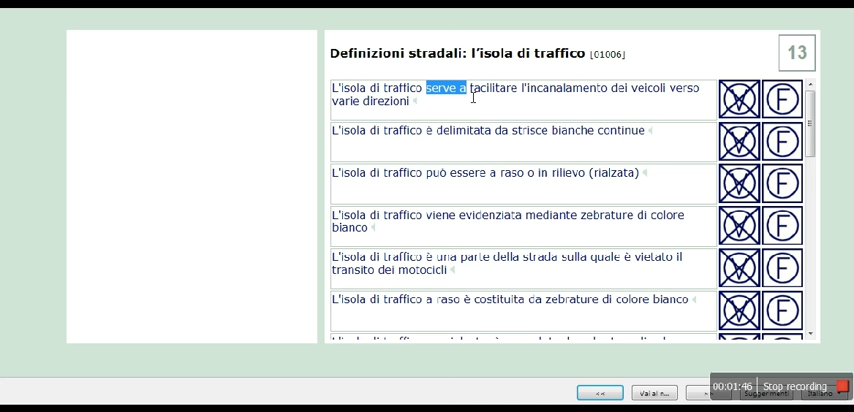 Definizioni stradali: l'isola di traffico [01006]
13
L'isola di traffico serve a facilitare l'incanalamento dei veicoli verso
varie direzioni
V F
L'isola di traffico è delimitata da strisce bianche continue
V F
L'isola di traffico può essere a raso o in rilievo (rialzata)
V F
L'isola di traffico viene evidenziata mediante zebrature di colore
bianco
V F
L'isola di traffico è una parte della strada sulla quale è vietato il
transito dei motocicli
V F
L'isola di traffico a raso è costituita da zebrature di colore bianco
V F
00:01:46 Stop recording
<< Vai al n... >> Suggerimenti Italiano